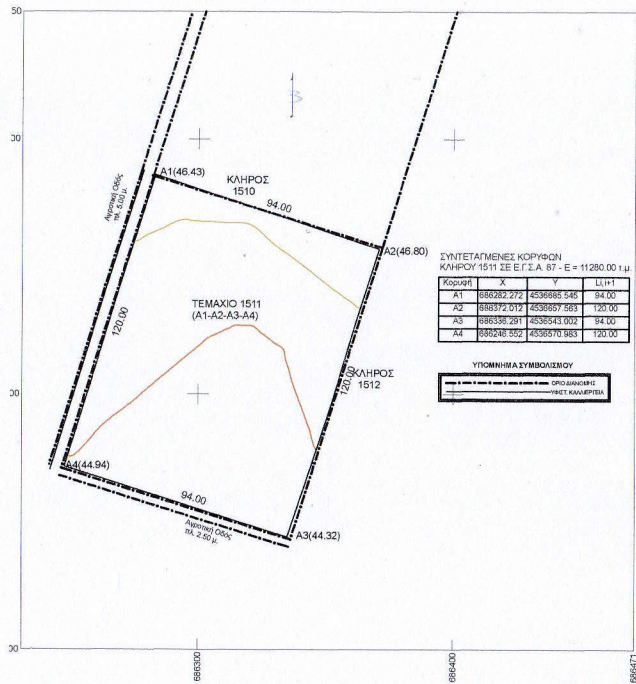 50
00
A1(46.43)
ΚΛΗΡΟΣ
1510
94.00
Αγροτική Οδός
πλ. 5.00 μ.
A2(46.80)
ΣΥΝΤΕΤΑΓΜΕΝΕΣ ΚΟΡΥΦΩΝ
ΚΛΗΡΟΥ 1511 ΣΕ Ε.Γ.Σ.Α. 87 - Ε = 11280.00 τ.μ.
Κορυφή X Y Li,i+1
A1 686282.272 4536685.545 94.00
A2 686372.012 4536657.563 120.00
A3 686336.291 4536543.002 94.00
A4 686246.552 4536570.983 120.00
ΤΕΜΑΧΙΟ 1511
(A1-A2-A3-A4)
120.00
120.00
ΚΛΗΡΟΣ
1512
ΥΠΟΜΝΗΜΑ ΣΥΜΒΟΛΙΣΜΟΥ
ΟΡΙΟ ΔΙΑΝΟΜΗΣ
ΥΦΙΣΤ. ΚΑΛΛΙΕΡΓΕΙΑ
00
A4(44.94)
94.00
Αγροτική Οδός
πλ. 2.50 μ.
A3(44.32)
00
686300
686400
686471